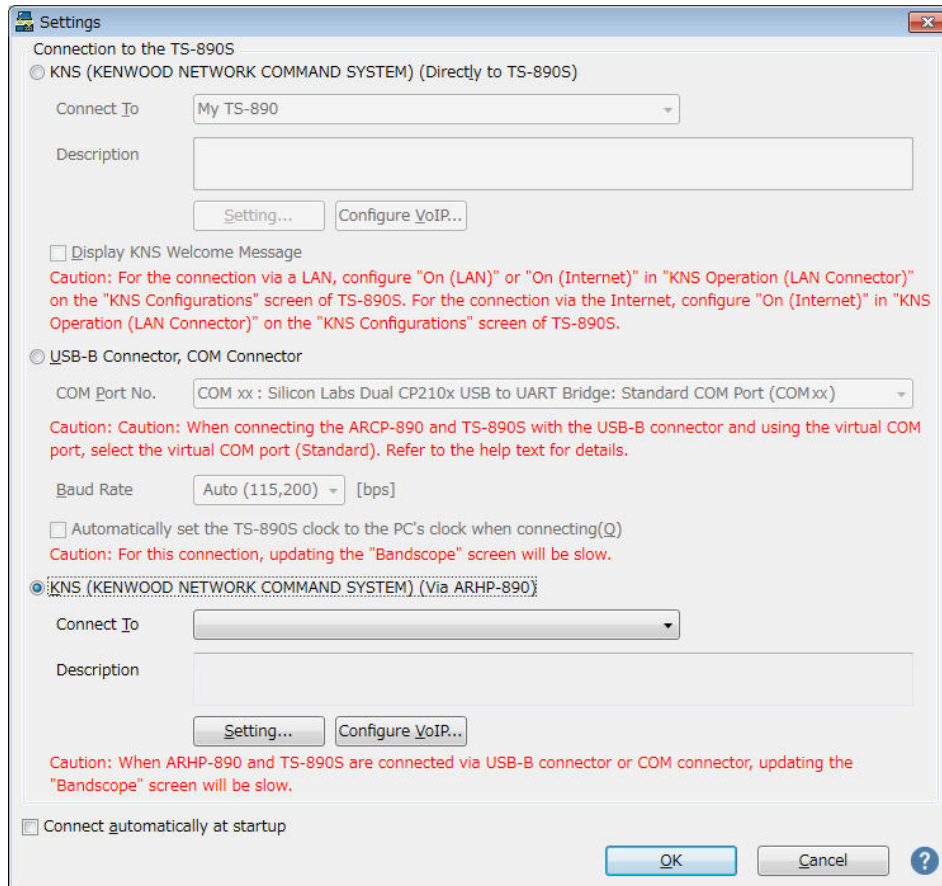 Settings
Connection to the TS-890S
KNS (KENWOOD NETWORK COMMAND SYSTEM) (Directly to TS-890S)
Connect To
My TS-890
Description
Setting...
Configure VoIP...
Display KNS Welcome Message
Caution: For the connection via a LAN, configure "On (LAN)" or "On (Internet)" in "KNS Operation (LAN Connector)"
on the "KNS Configurations" screen of TS-890S. For the connection via the Internet, configure "On (Internet)" in "KNS
Operation (LAN Connector)" on the "KNS Configurations" screen of TS-890S.
USB-B Connector, COM Connector
COM Port No.
COM xx : Silicon Labs Dual CP210x USB to UART Bridge: Standard COM Port (COMxx)
Caution: Caution: When connecting the ARCP-890 and TS-890S with the USB-B connector and using the virtual COM
port, select the virtual COM port (Standard). Refer to the help text for details.
Baud Rate
Auto (115,200)
[bps]
Automatically set the TS-890S clock to the PC's clock when connecting(Q)
Caution: For this connection, updating the "Bandscope" screen will be slow.
KNS (KENWOOD NETWORK COMMAND SYSTEM) (Via ARHP-890)
Connect To
Description
Setting...
Configure VoIP...
Caution: When ARHP-890 and TS-890S are connected via USB-B connector or COM connector, updating the
"Bandscope" screen will be slow.
Connect automatically at startup
OK
Cancel
?